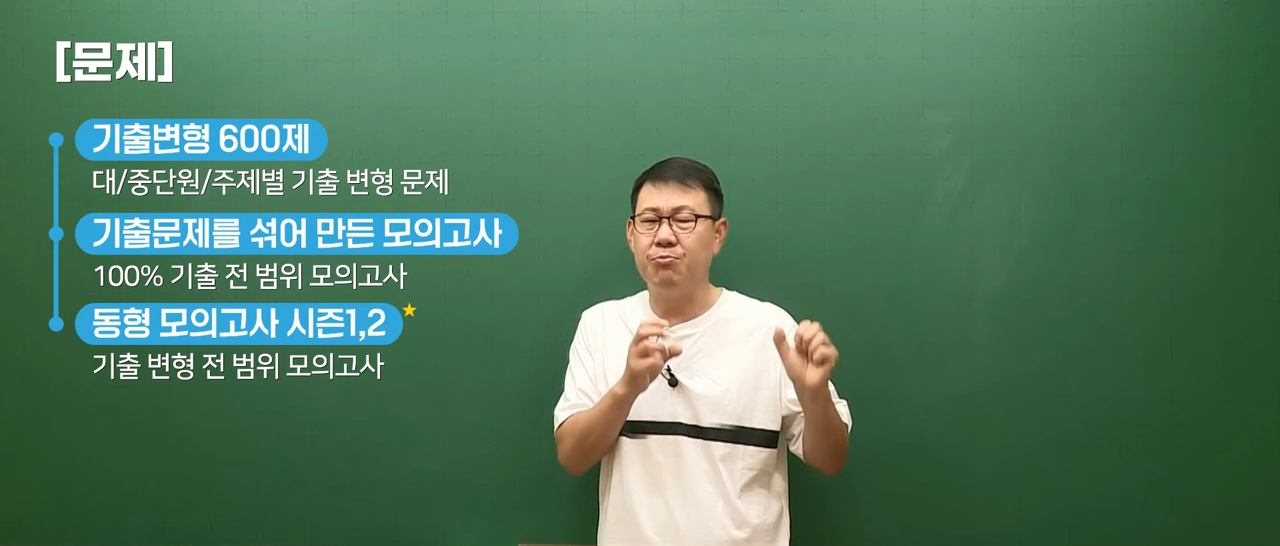 [문제]
기출변형 600제
대/중단원/주제별 기출 변형 문제
기출문제를 섞어 만든 모의고사
100% 기출 전 범위 모의고사
동형 모의고사 시즌1,2
기출 변형 전 범위 모의고사